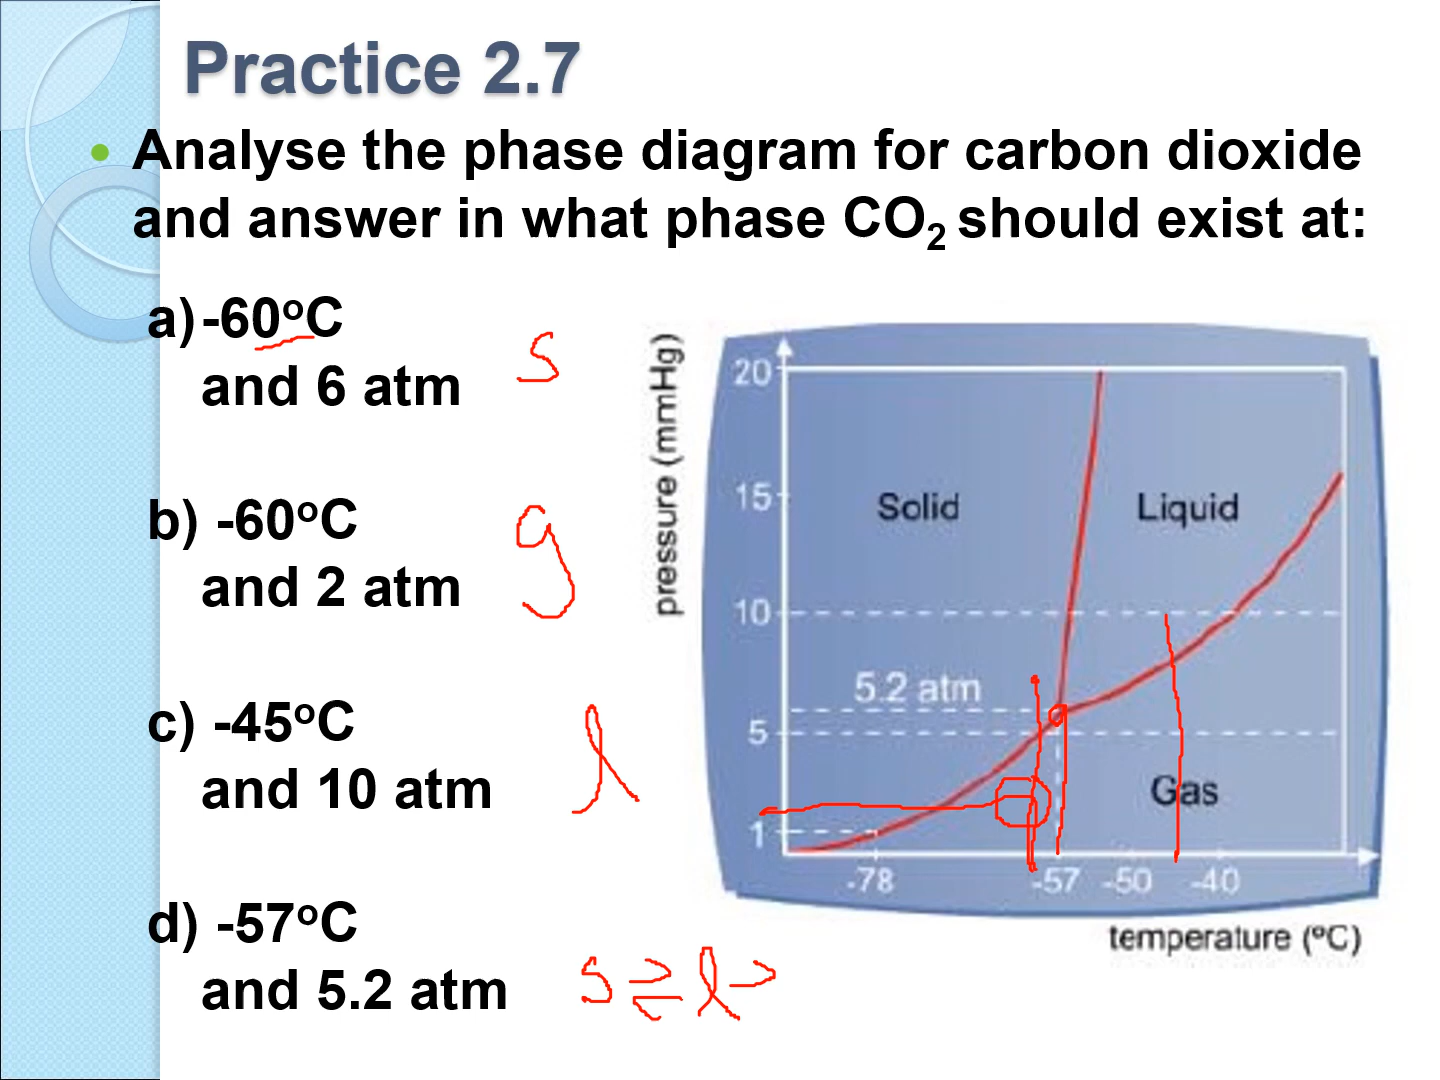 Practice 2.7
• Analyse the phase diagram for carbon dioxide
and answer in what phase CO₂ should exist at:
a) -60°C
and 6 atm
s
b) -60°C
and 2 atm
g
c) -45°C
and 10 atm
l
d) -57°C
and 5.2 atm
s ⇌ l
pressure (mmHg)
20
15
10
5.2 atm
5
1
Solid
Liquid
Gas
-78
-57
-50
-40
temperature (°C)